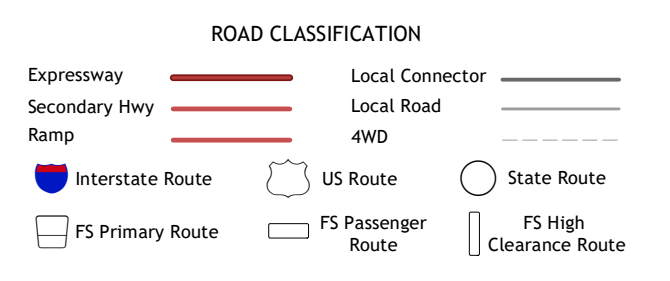 ROAD CLASSIFICATION
Expressway
Local Connector
Secondary Hwy
Local Road
Ramp
4WD
Interstate Route
US Route
State Route
FS Primary Route
FS Passenger
Route
FS High
Clearance Route